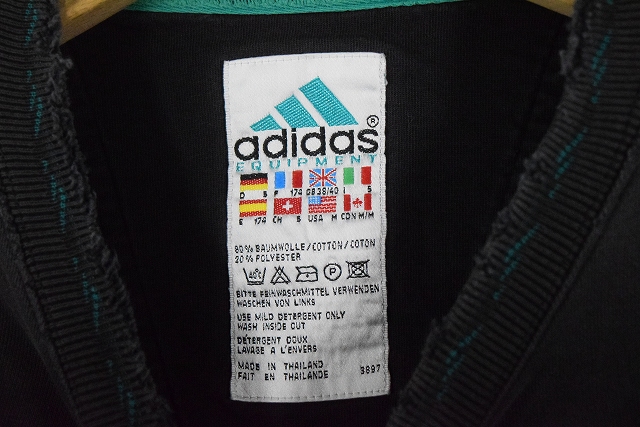 adidas®
EQUIPMENT
D 5 F 174 GB 38/40 I 5
E 174 CH 5 USA M CDN M/M
80% BAUMWOLLE/COTTON/COTON
20% POLYESTER
40°C P
BITTE FEINWASCHMITTEL VERWENDEN
WASCHEN VON LINKS
USE MILD DETERGENT ONLY
WASH INSIDE OUT
DÉTERGENT DOUX
LAVAGE A L'ENVERS
MADE IN THAILAND
FAIT EN THAILANDE 3897